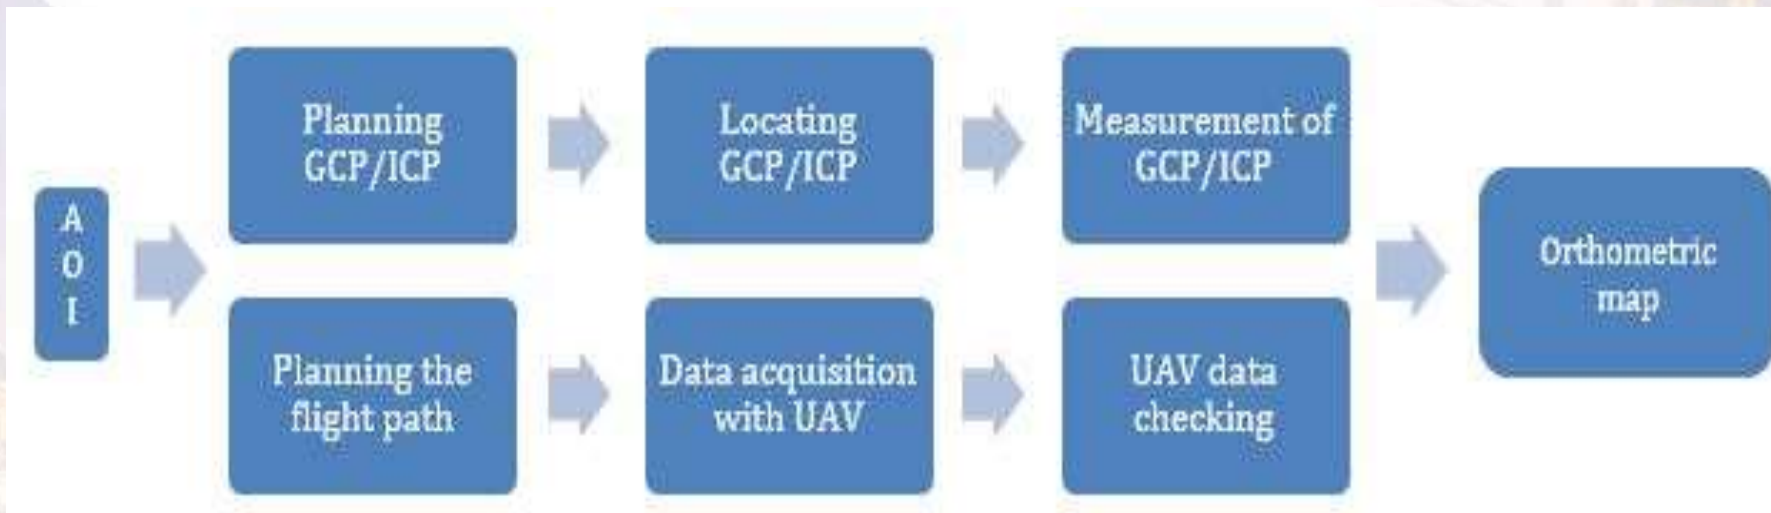 A
O
I
Planning
GCP/ICP
Locating
GCP/ICP
Measurement of
GCP/ICP
Planning the
flight path
Data acquisition
with UAV
UAV data
checking
Orthometric
map